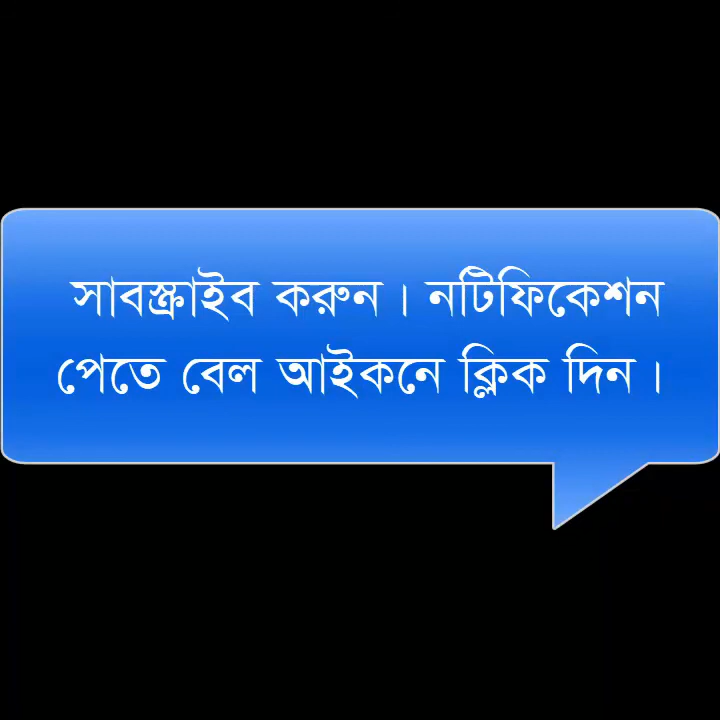 সাবস্ক্রাইব করুন। নটিফিকেশন
পেতে বেল আইকনে ক্লিক দিন।